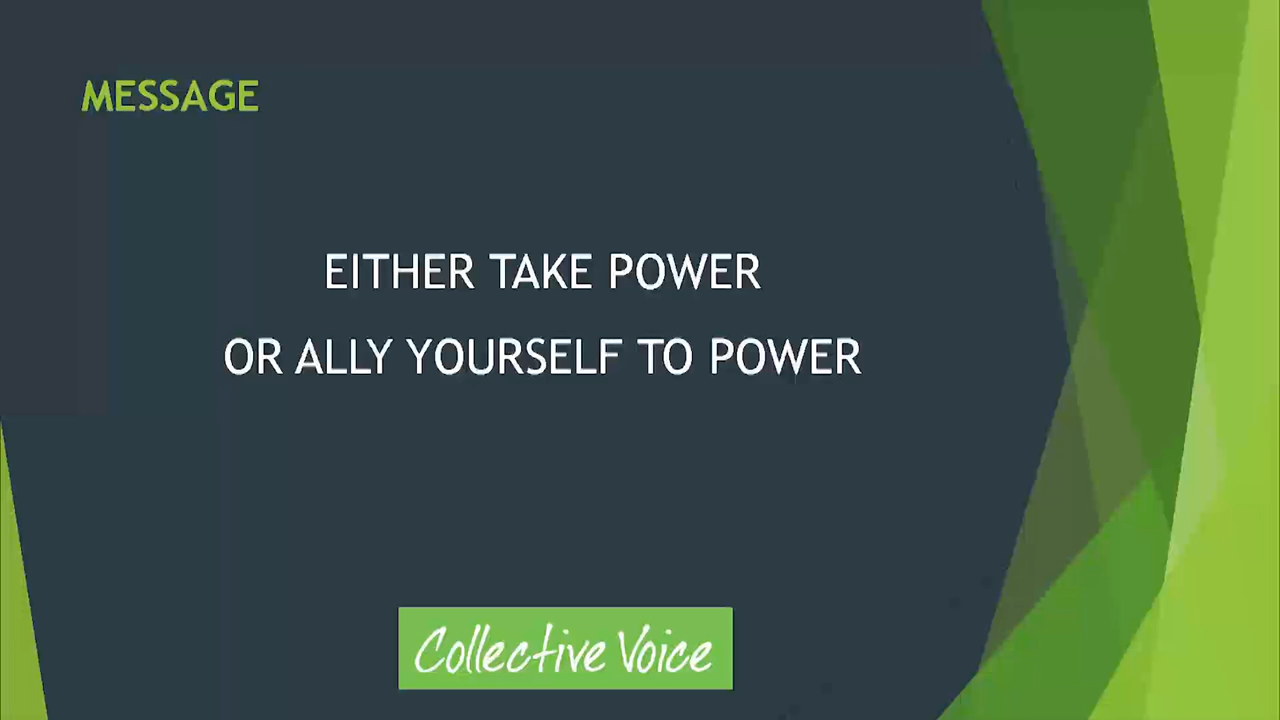 MESSAGE
EITHER TAKE POWER
OR ALLY YOURSELF TO POWER
Collective Voice